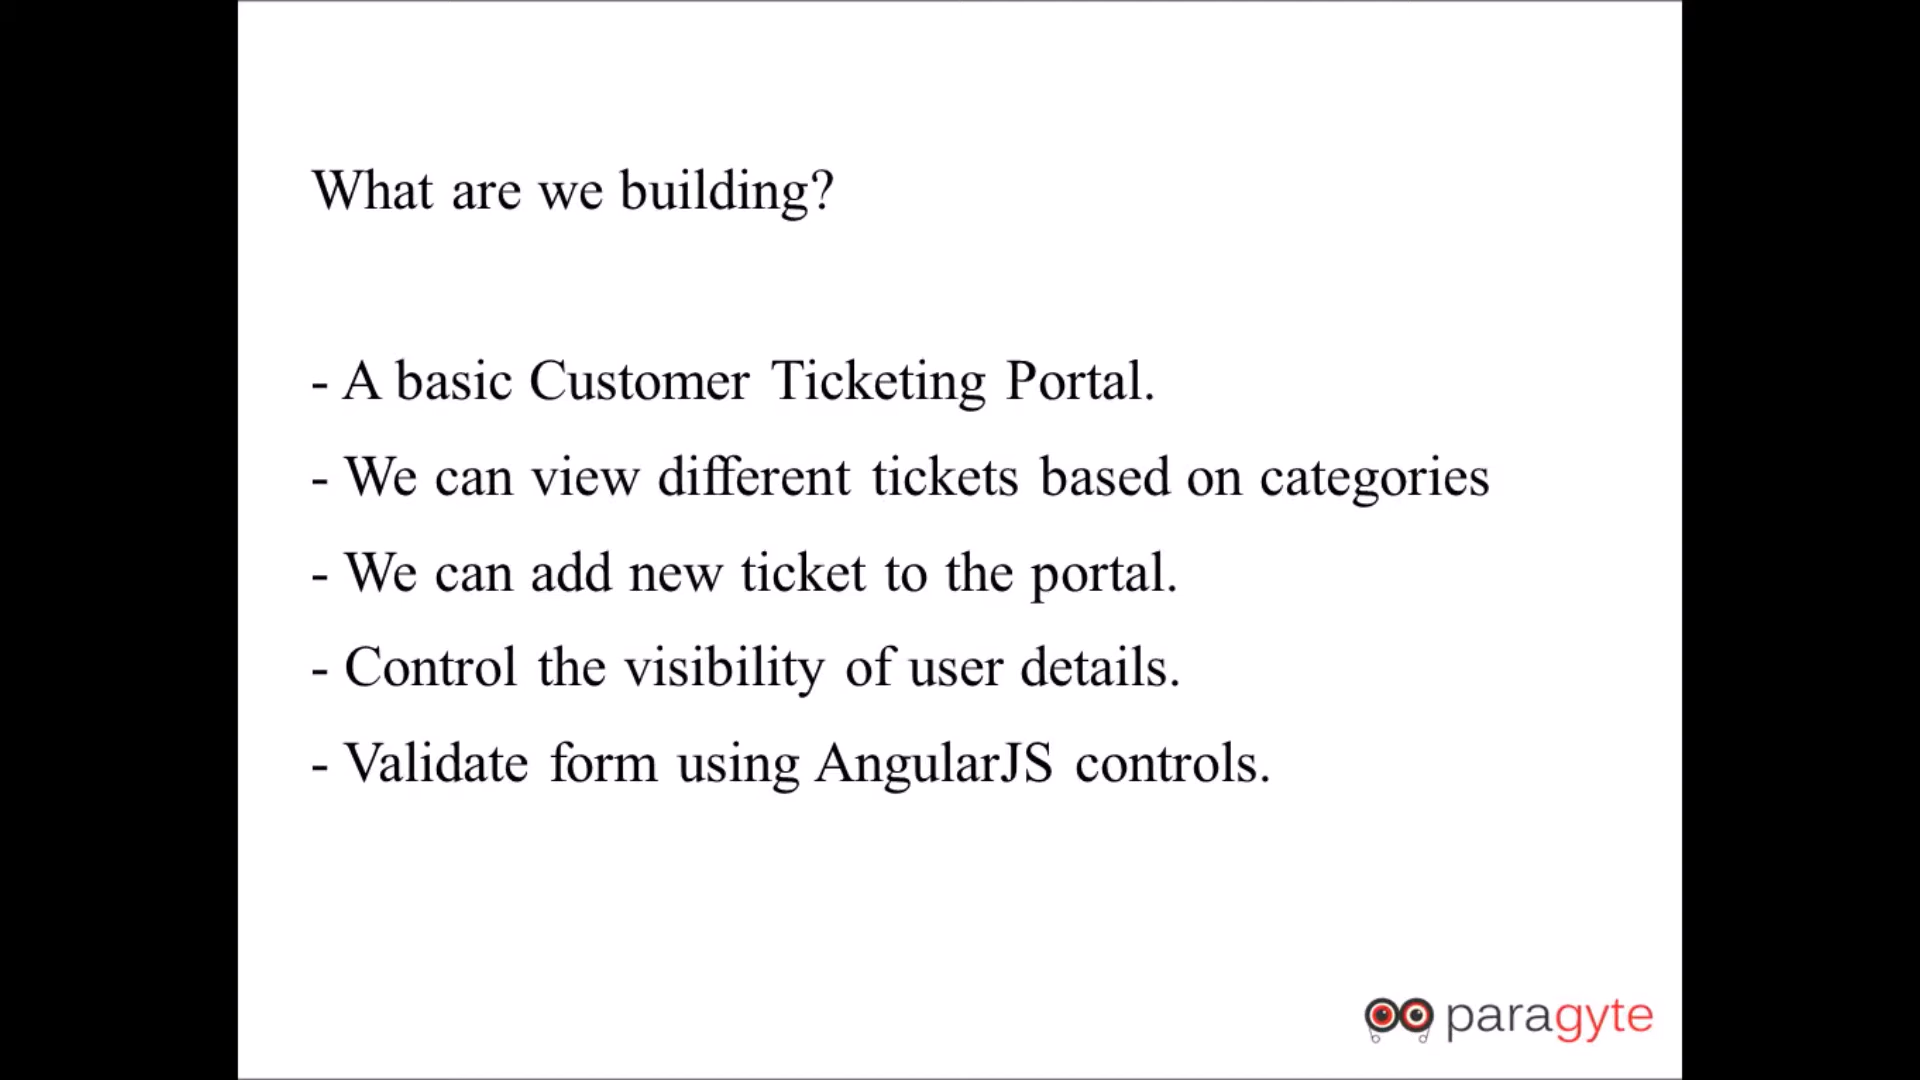 What are we building?
- A basic Customer Ticketing Portal.
- We can view different tickets based on categories
- We can add new ticket to the portal.
- Control the visibility of user details.
- Validate form using AngularJS controls.
paragyte